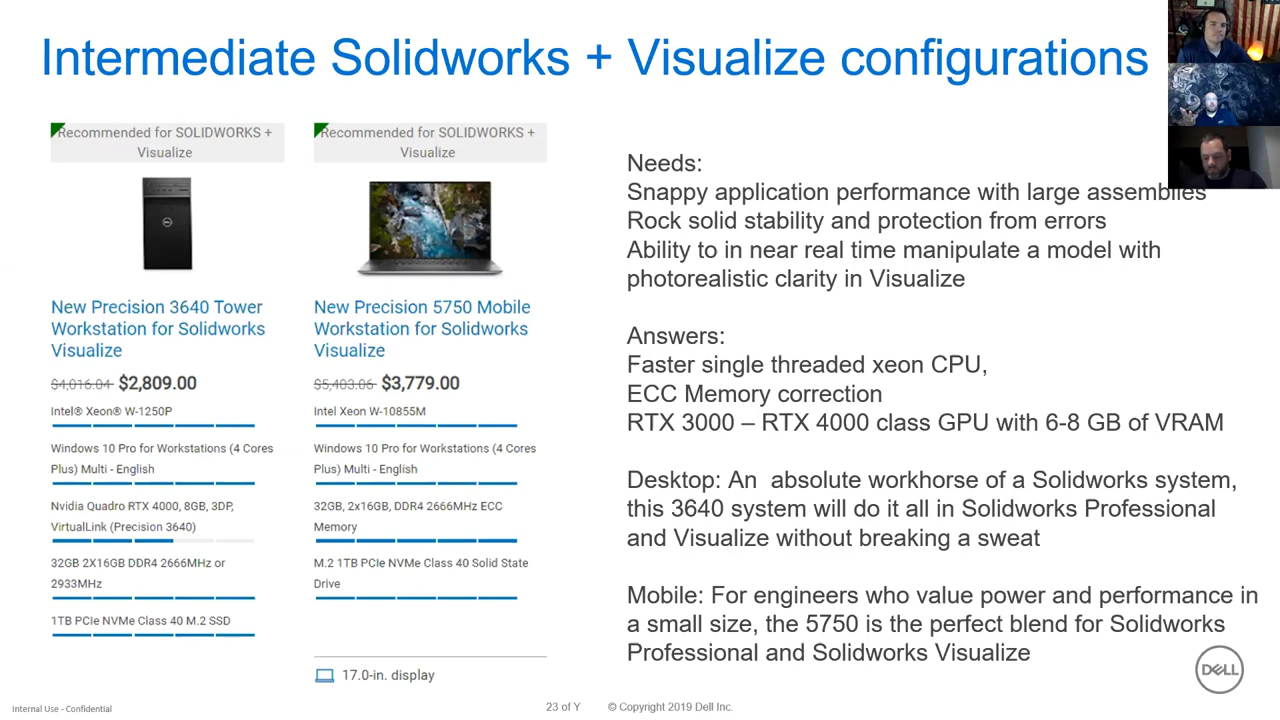 Intermediate Solidworks + Visualize configurations
Recommended for SOLIDWORKS +
Visualize
New Precision 3640 Tower
Workstation for Solidworks
Visualize
$4,016.04 $2,809.00
Intel® Xeon® W-1250P
Windows 10 Pro for Workstations (4 Cores
Plus) Multi - English
Nvidia Quadro RTX 4000, 8GB, 3DP,
VirtualLink (Precision 3640)
32GB 2X16GB DDR4 2666MHz or
2933MHz
1TB PCIe NVMe Class 40 M.2 SSD
Recommended for SOLIDWORKS +
Visualize
New Precision 5750 Mobile
Workstation for Solidworks
Visualize
$5,403.06 $3,779.00
Intel Xeon W-10855M
Windows 10 Pro for Workstations (4 Cores
Plus) Multi - English
32GB, 2x16GB, DDR4 2666MHz ECC
Memory
M.2 1TB PCIe NVMe Class 40 Solid State
Drive
17.0-in. display
Needs:
Snappy application performance with large assemblies
Rock solid stability and protection from errors
Ability to in near real time manipulate a model with
photorealistic clarity in Visualize
Answers:
Faster single threaded xeon CPU,
ECC Memory correction
RTX 3000 – RTX 4000 class GPU with 6-8 GB of VRAM
Desktop: An  absolute workhorse of a Solidworks system,
this 3640 system will do it all in Solidworks Professional
and Visualize without breaking a sweat
Mobile: For engineers who value power and performance in
a small size, the 5750 is the perfect blend for Solidworks
Professional and Solidworks Visualize
DELL
Internal Use - Confidential
23 of Y
© Copyright 2019 Dell Inc.